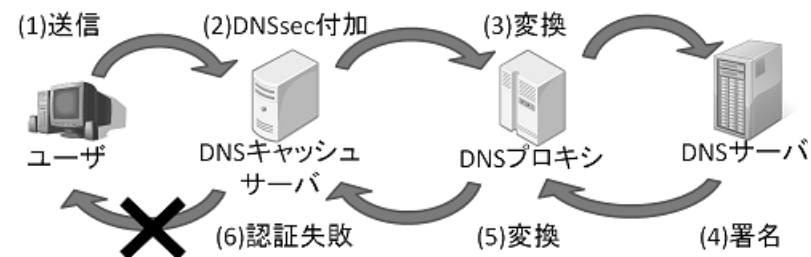 (1)送信
(2)DNSsec付加
(3)変換
ユーザ
DNSキャッシュ
サーバ
DNSプロキシ
DNSサーバ
(6)認証失敗
(5)変換
(4)署名